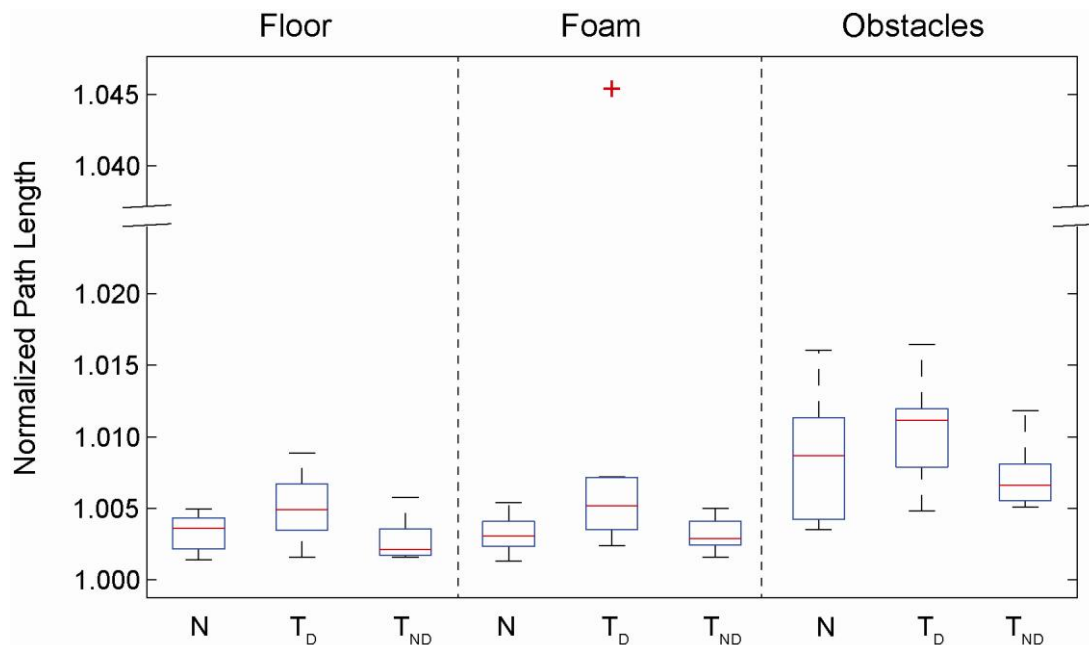 Floor Foam Obstacles
Normalized Path Length
1.045
1.040
1.020
1.015
1.010
1.005
1.000
N T_D T_ND N T_D T_ND N T_D T_ND